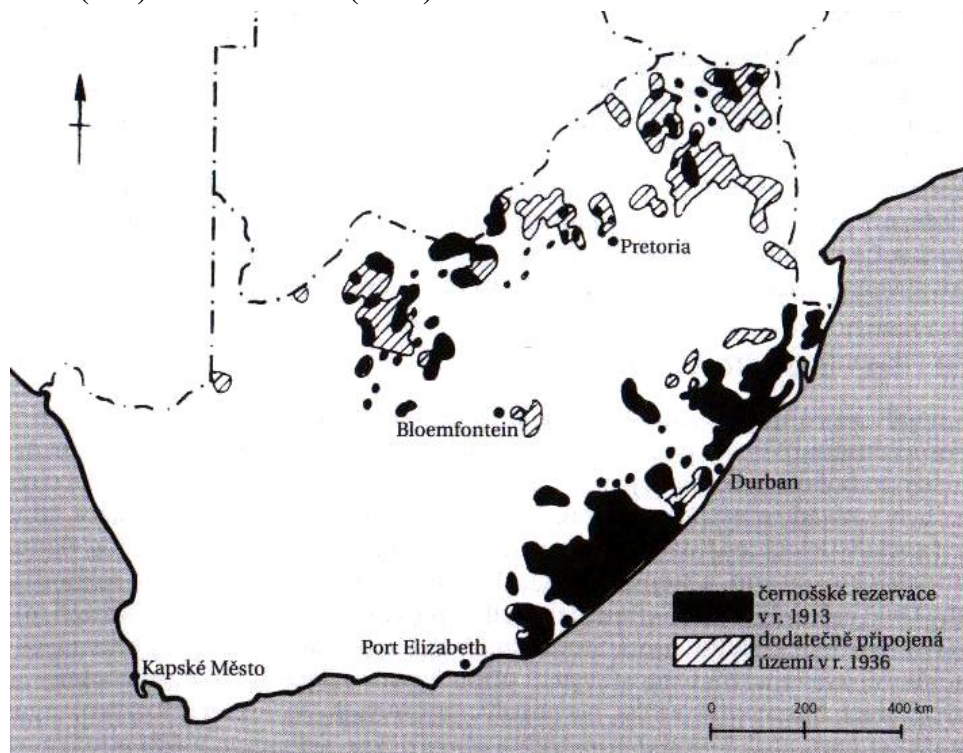 Pretoria
Bloemfontein
Durban
černošské rezervace
v r. 1913
dodatečně připojená
území v r. 1936
Port Elizabeth
Kapské Město
0 200 400 km